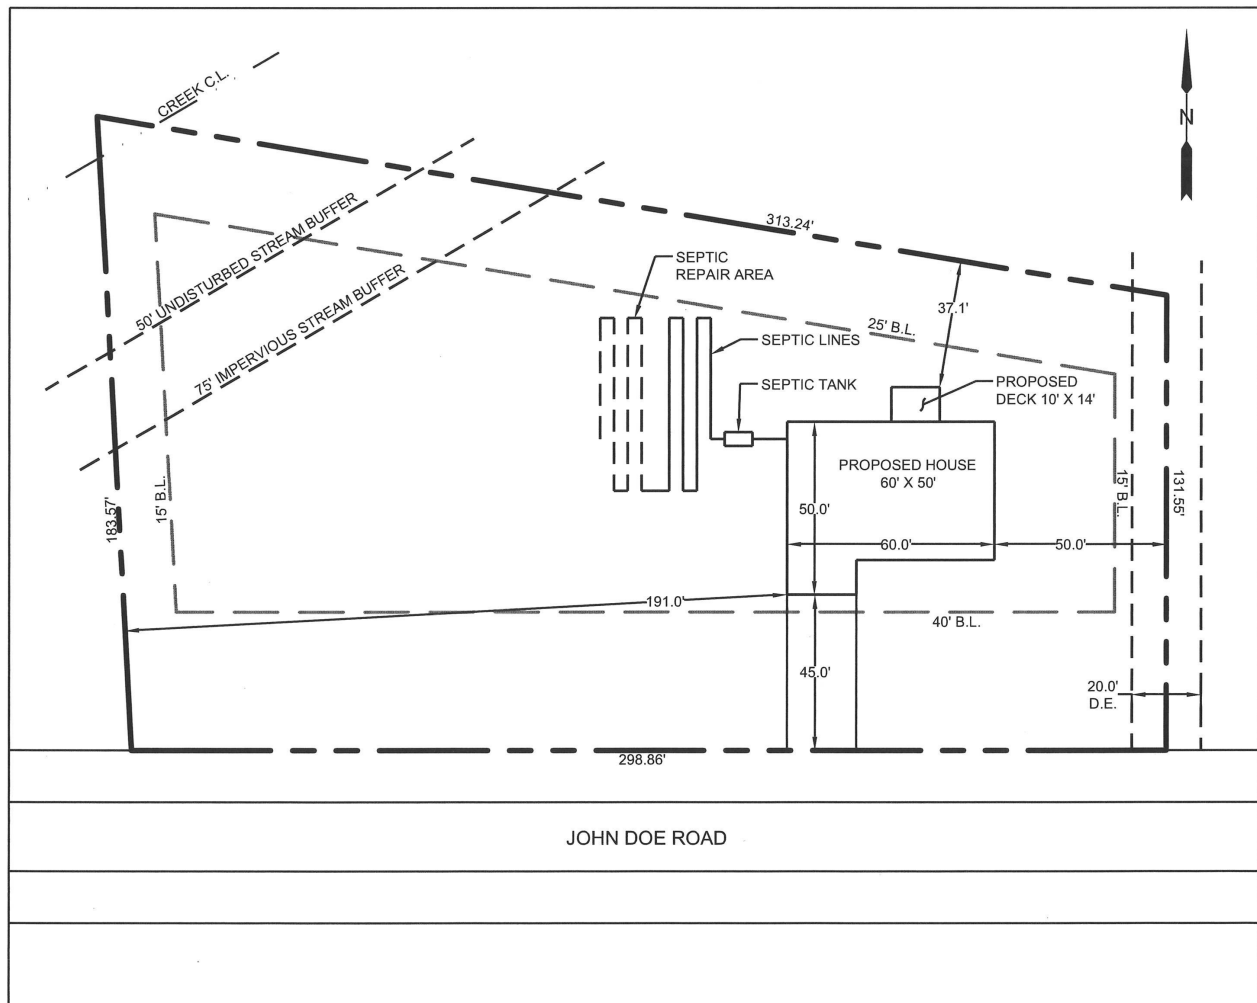 CREEK C.L.
N
50' UNDISTURBED STREAM BUFFER
313.24'
SEPTIC
REPAIR AREA
75' IMPERVIOUS STREAM BUFFER
37.1'
25' B.L.
SEPTIC LINES
SEPTIC TANK
PROPOSED
DECK 10' X 14'
PROPOSED HOUSE
60' X 50'
183.57'
15' B.L.
50.0'
15' B.L.
131.55'
60.0'
50.0'
191.0'
40' B.L.
45.0'
20.0'
D.E.
298.86'
JOHN DOE ROAD